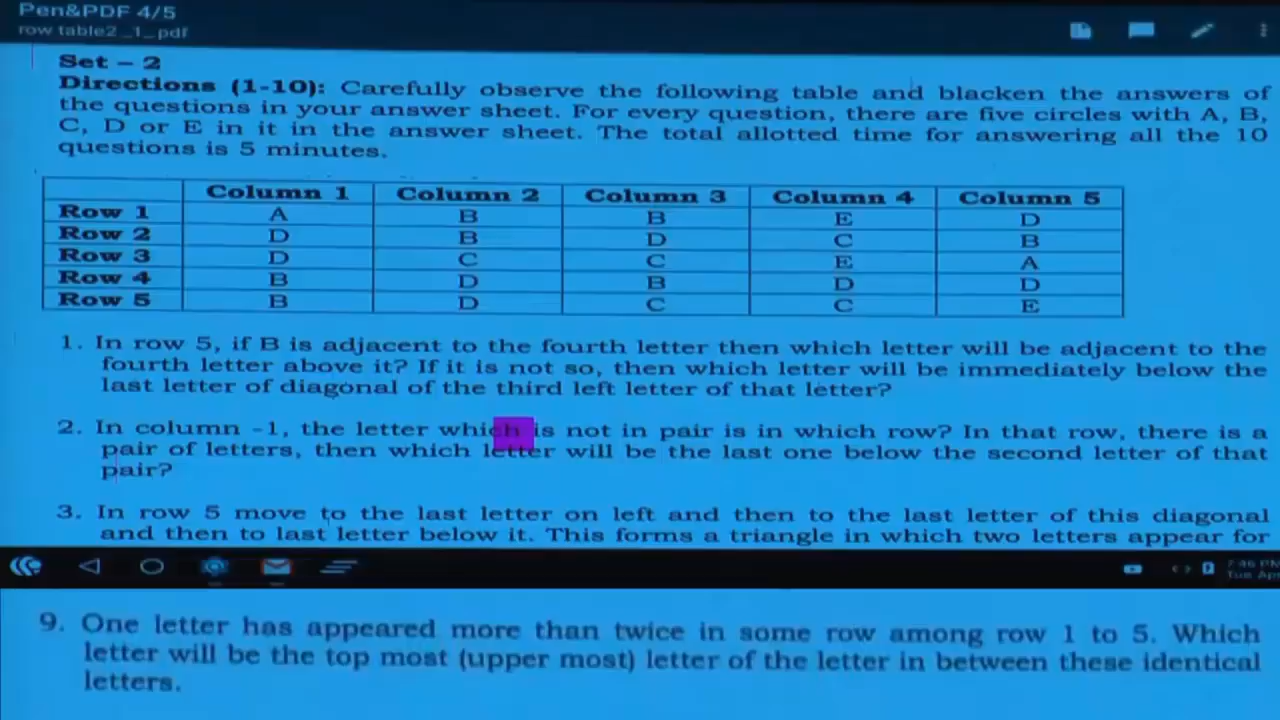 Pen&PDF 4/5
row table2_1_pdf
Set – 2
Directions (1-10): Carefully observe the following table and blacken the answers of
the questions in your answer sheet. For every question, there are five circles with A, B,
C, D or E in it in the answer sheet. The total allotted time for answering all the 10
questions is 5 minutes.
Column 1 Column 2 Column 3 Column 4 Column 5
Row 1 A B B E D
Row 2 D B D C B
Row 3 D C C E A
Row 4 B D B D D
Row 5 B D C C E
1. In row 5, if B is adjacent to the fourth letter then which letter will be adjacent to the
fourth letter above it? If it is not so, then which letter will be immediately below the
last letter of diagonal of the third left letter of that letter?
2. In column -1, the letter which is not in pair is in which row? In that row, there is a
pair of letters, then which letter will be the last one below the second letter of that
pair?
3. In row 5 move to the last letter on left and then to the last letter of this diagonal
and then to last letter below it. This forms a triangle in which two letters appear for
7:46 PM
Tue Apr
9. One letter has appeared more than twice in some row among row 1 to 5. Which
letter will be the top most (upper most) letter of the letter in between these identical
letters.